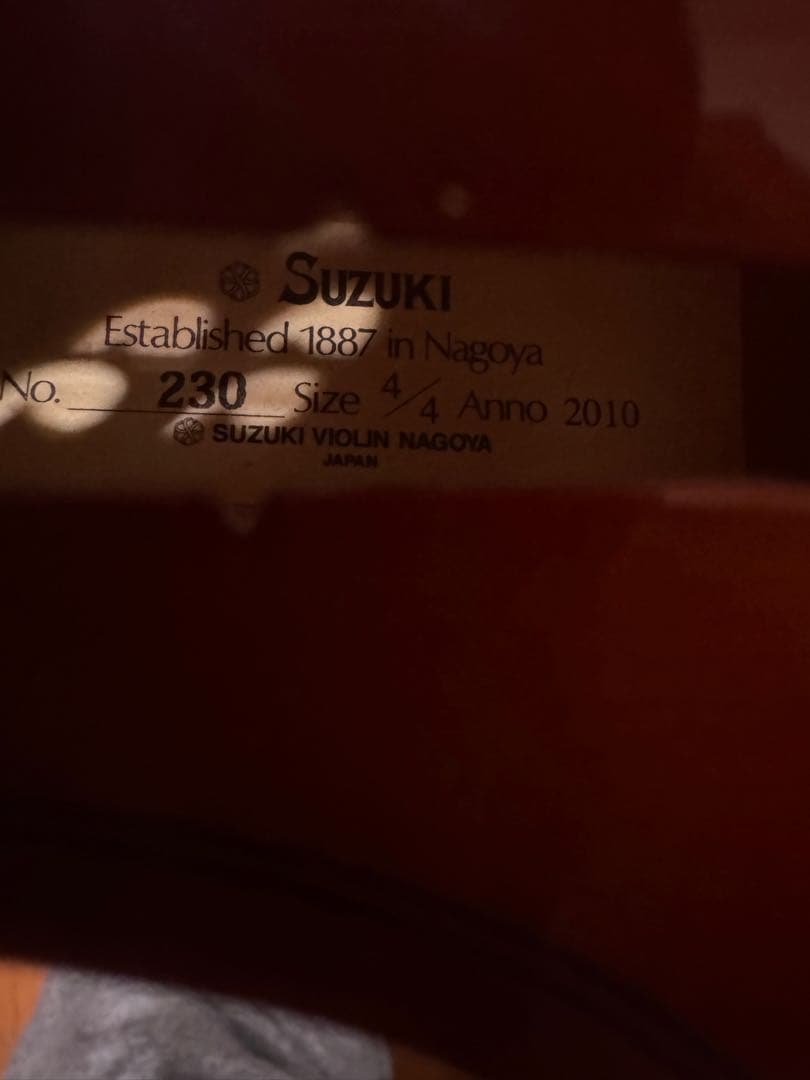 SUZUKI
Established 1887 in Nagoya
No. 230 Size 4/4 Anno 2010
SUZUKI VIOLIN NAGOYA
JAPAN